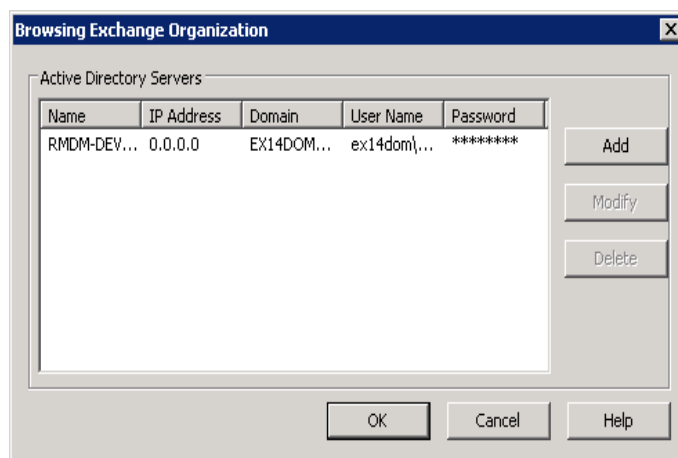 Browsing Exchange Organization
Active Directory Servers
Name IP Address Domain User Name Password
RMDM-DEV... 0.0.0.0 EX14DOM... ex14dom\... ********
Add
Modify
Delete
OK Cancel Help